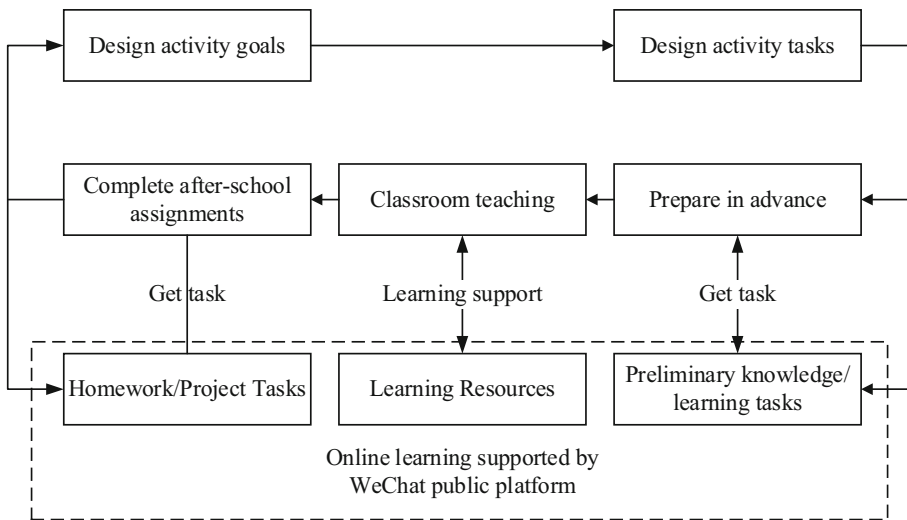 Design activity goals
Design activity tasks
Complete after-school
assignments
Classroom teaching
Prepare in advance
Get task
Learning support
Get task
Homework/Project Tasks
Learning Resources
Preliminary knowledge/
learning tasks
Online learning supported by
WeChat public platform